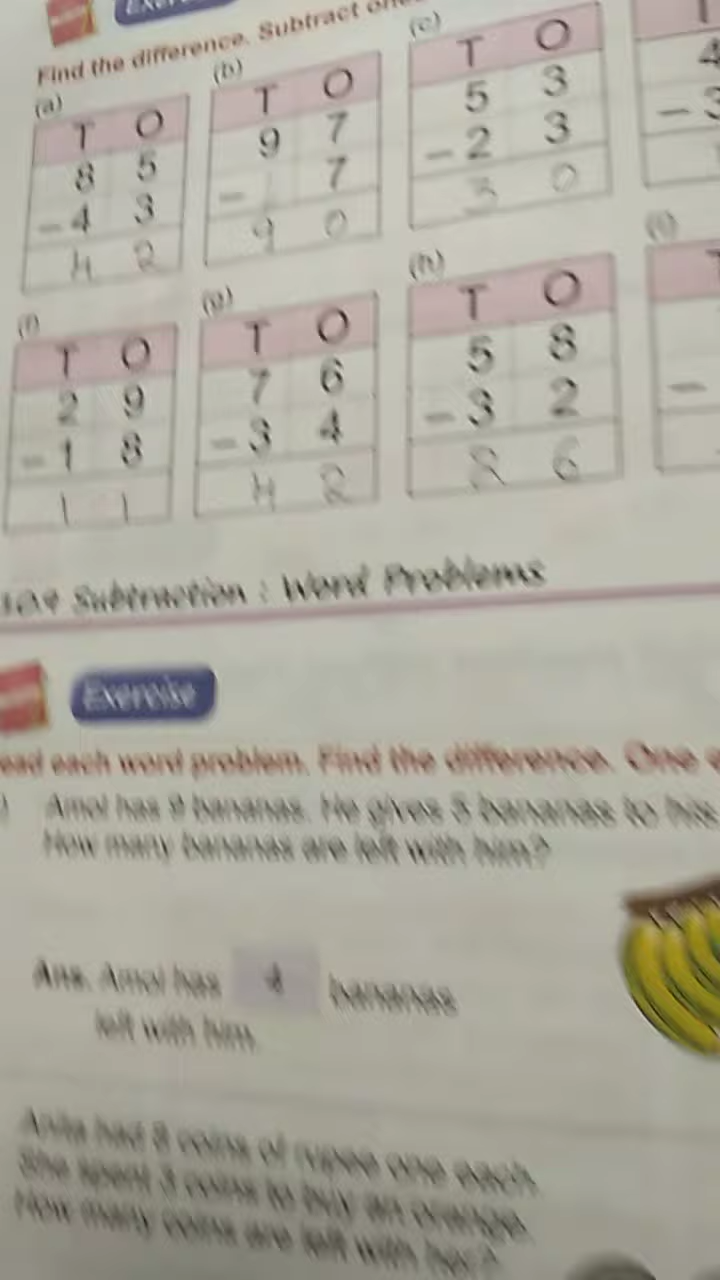 Find the difference. Subtract
(a)
T O
8 5
- 4 3
4 2
(b)
T O
9 7
- 7
9 0
(c)
T O
5 3
- 2 3
3 0
4
- 3
(f)
T O
2 9
- 1 8
1 1
(g)
T O
7 6
- 3 4
4 2
(h)
T O
5 8
- 3 2
2 6
(i)
T
-
Subtraction : Word Problems
Exercise
each word problem. Find the difference. One
Amol has 9 bananas. He gives 5 bananas to his
How many bananas are left with him?
Ans. Amol has 4 bananas
left with him.
Anita had 8 coins of rupee one each.
She spent 3 coins to buy an orange.
How many coins are left with her?